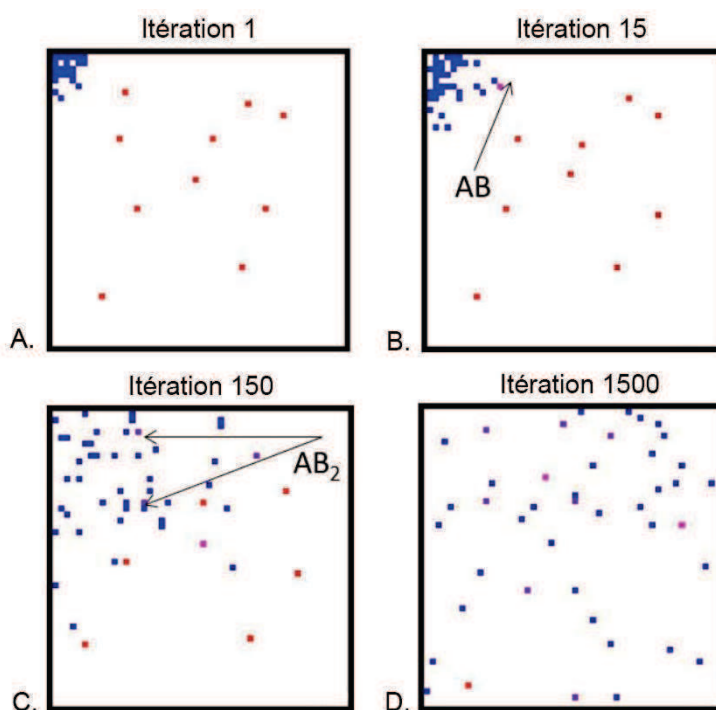 Itération 1
Itération 15
AB
A.
B.
Itération 150
Itération 1500
AB₂
C.
D.